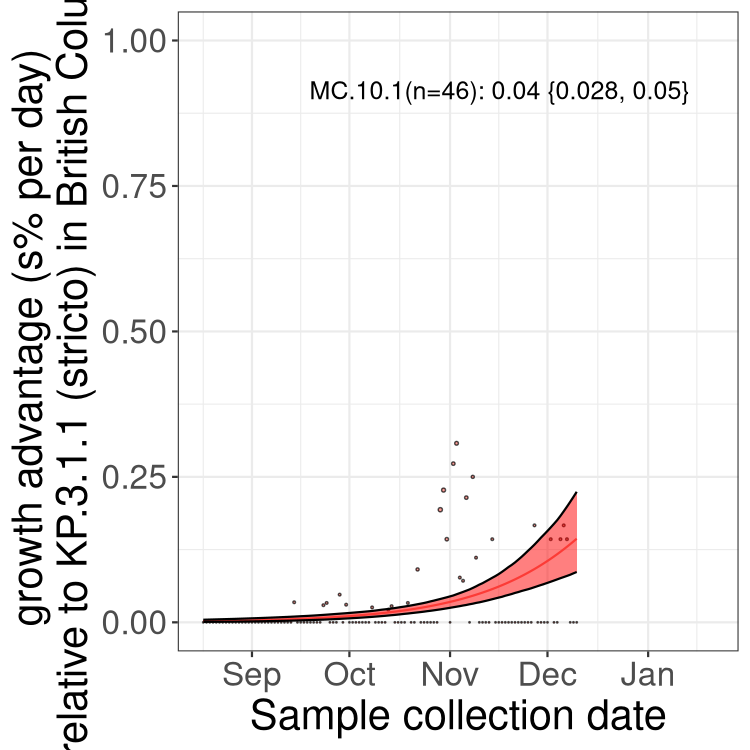 growth advantage (s% per day)
relative to KP.3.1.1 (stricto) in British Colu
1.00
0.75
0.50
0.25
0.00
MC.10.1(n=46): 0.04 {0.028, 0.05}
Sep Oct Nov Dec Jan
Sample collection date